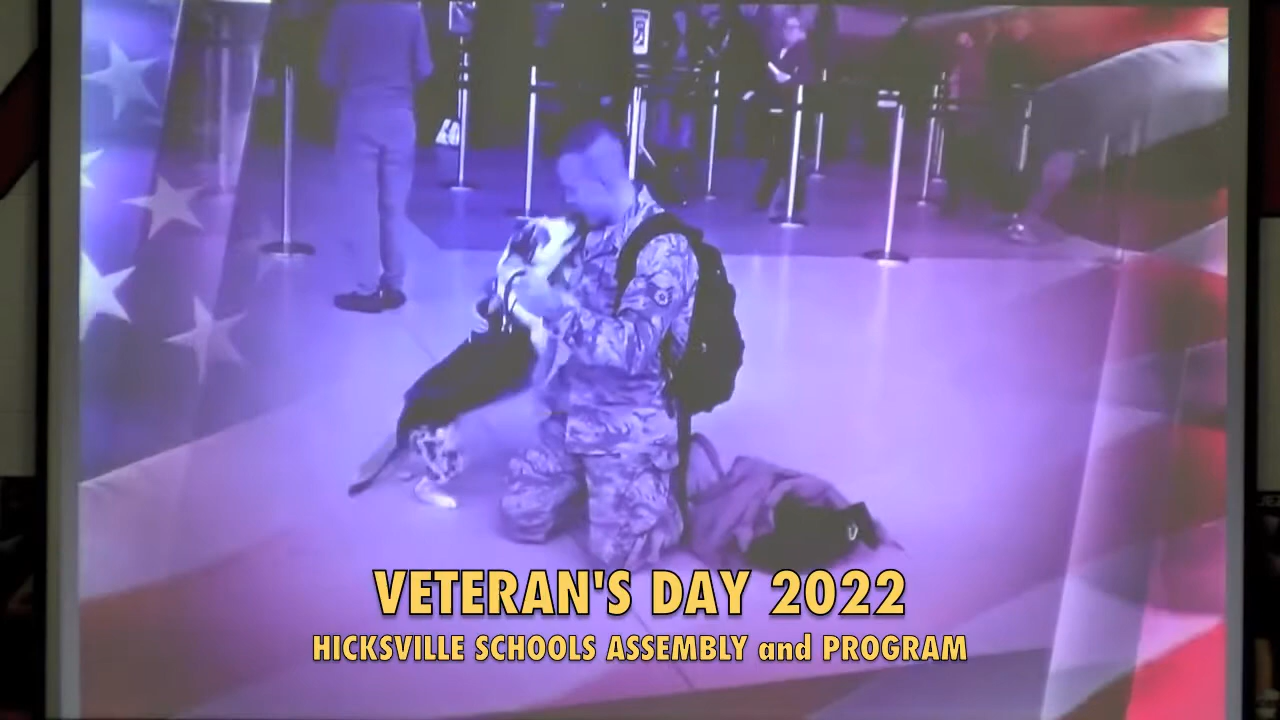 VETERAN'S DAY 2022
HICKSVILLE SCHOOLS ASSEMBLY and PROGRAM